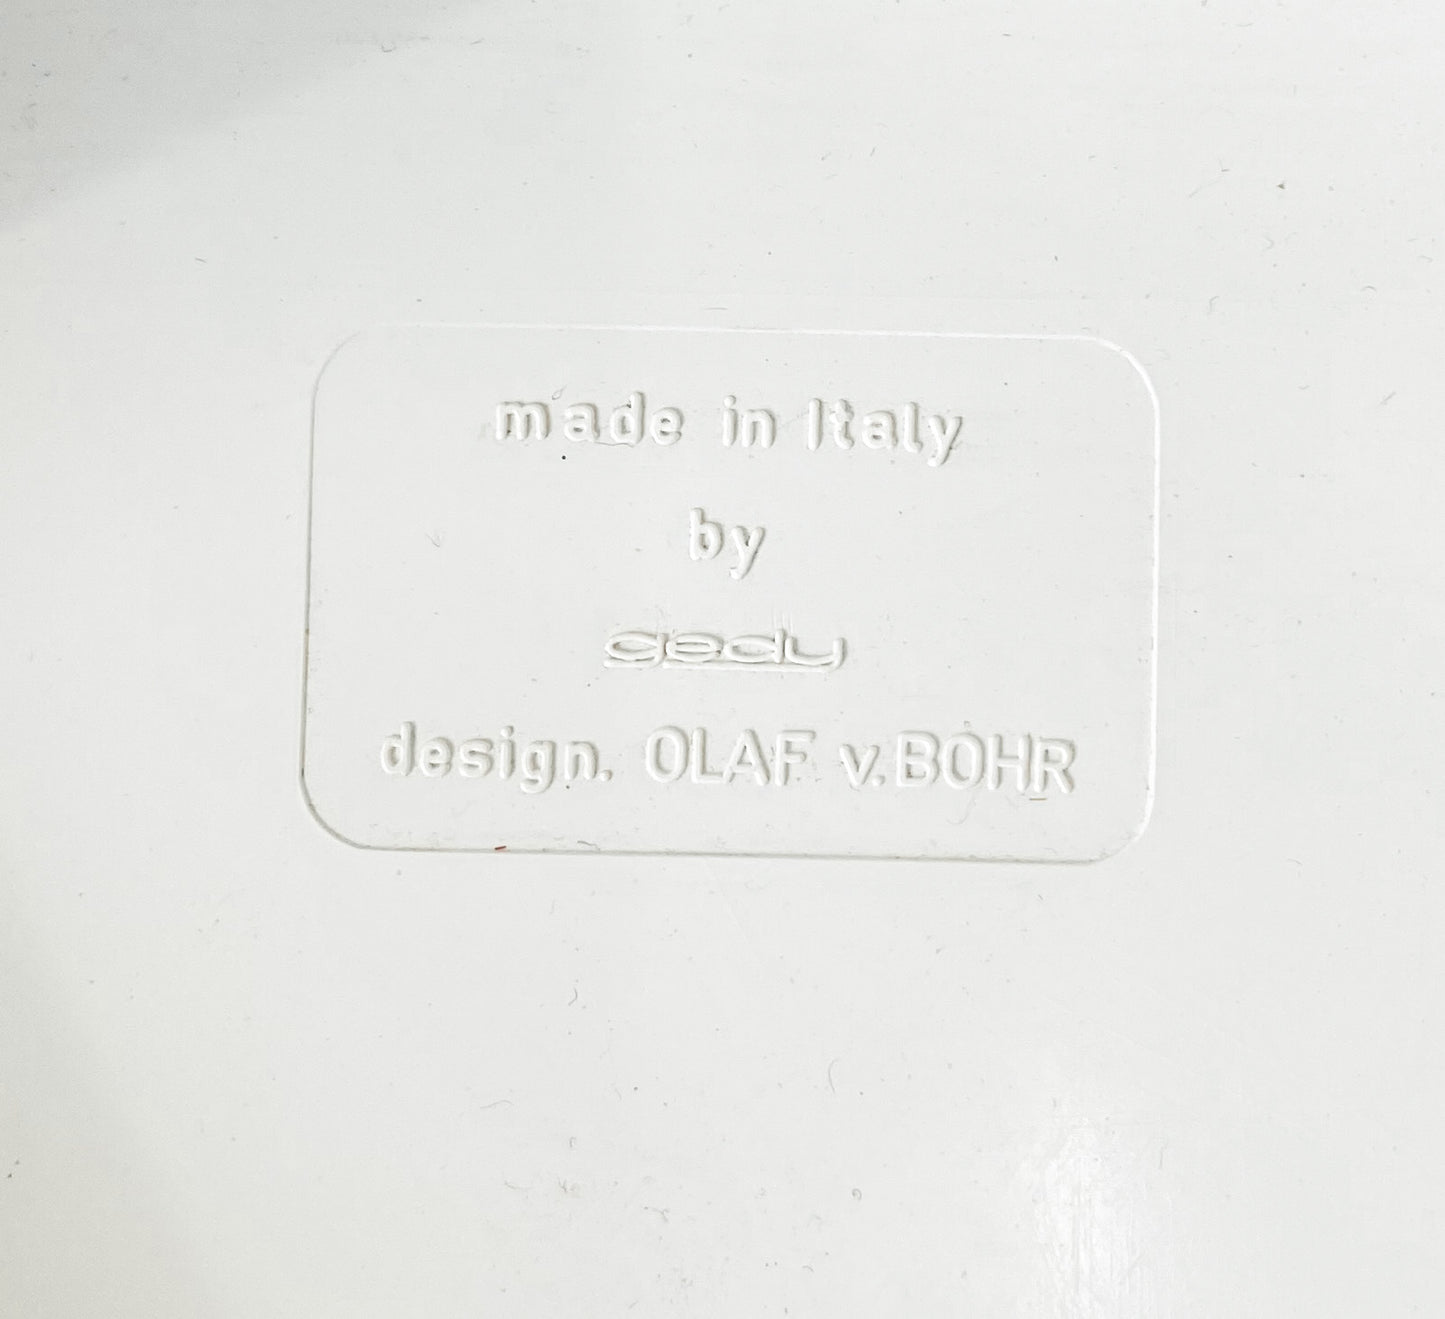 made in Italy
by
gedy
design. OLAF v.BOHR